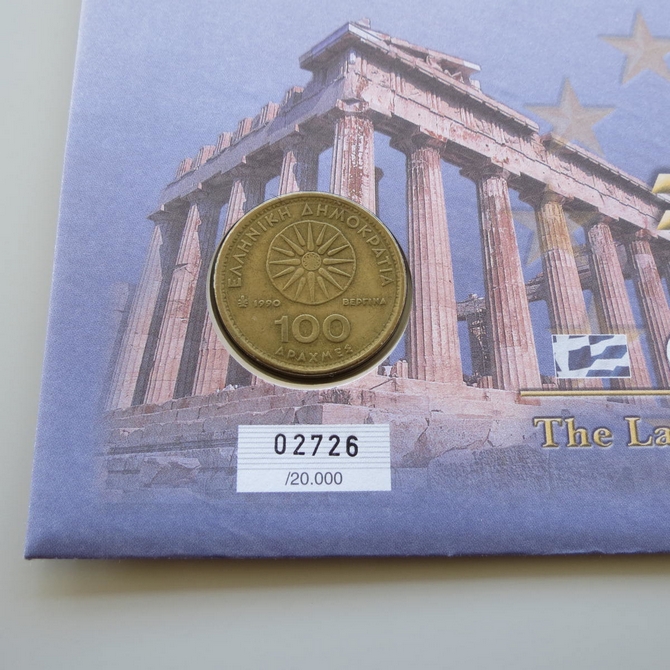 ΕΛΛΗΝΙΚΗ ΔΗΜΟΚΡΑΤΙΑ
1990 ΒΕΡΓΙΝΑ
100
ΔΡΑΧΜΕΣ
The La
02726
/20.000